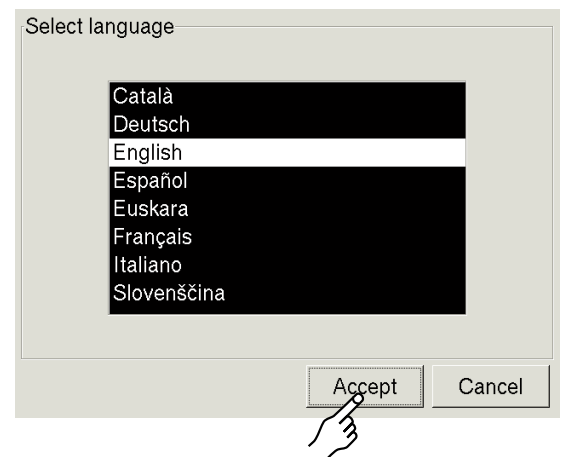 Select language
Català
Deutsch
English
Español
Euskara
Français
Italiano
Slovenščina
Accept Cancel